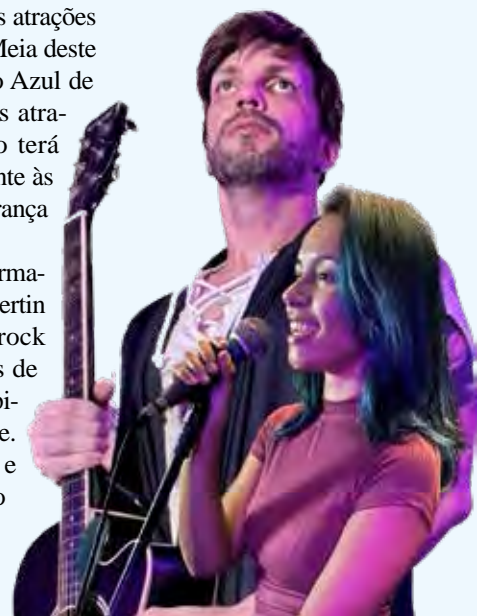 s atrações
Meia deste
o Azul de
s atra-
o terá
nte às
rança
rma-
ertin
rock
s de
pi-
e.
e
o